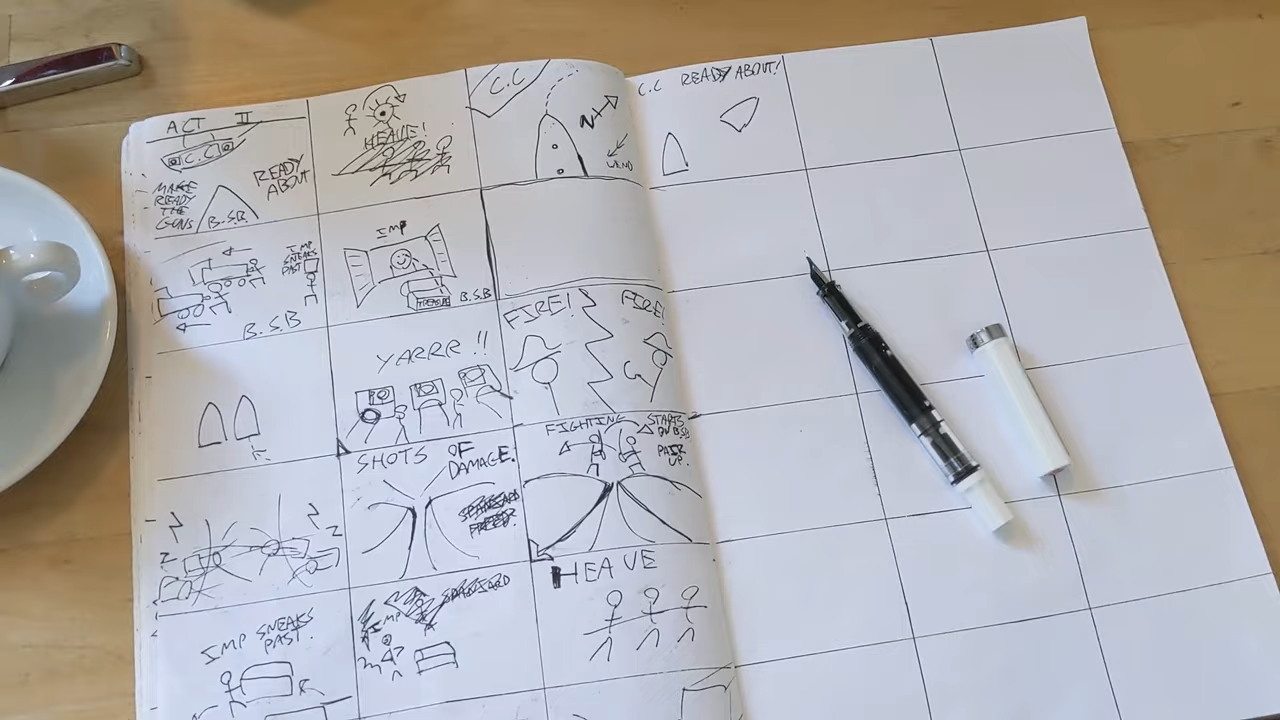 ACT II
C.C
READY
ABOUT
MAKE
READY
THE
GUNS
B.S.B.
HEAVE!
C.C
N
WIND
C.C READY ABOUT!
IMP
SNEAKS
PAST
B.S.B
IMP
TREASURE
B.S.B
YARRR !!
FIRE!
FIRE!
SHOTS OF
DAMAGE.
FIGHTING
STARTS
ON B.S.B
PAIR
UP.
IMP SNEAKS
PAST.
IMP
SPANIARD
HEAVE